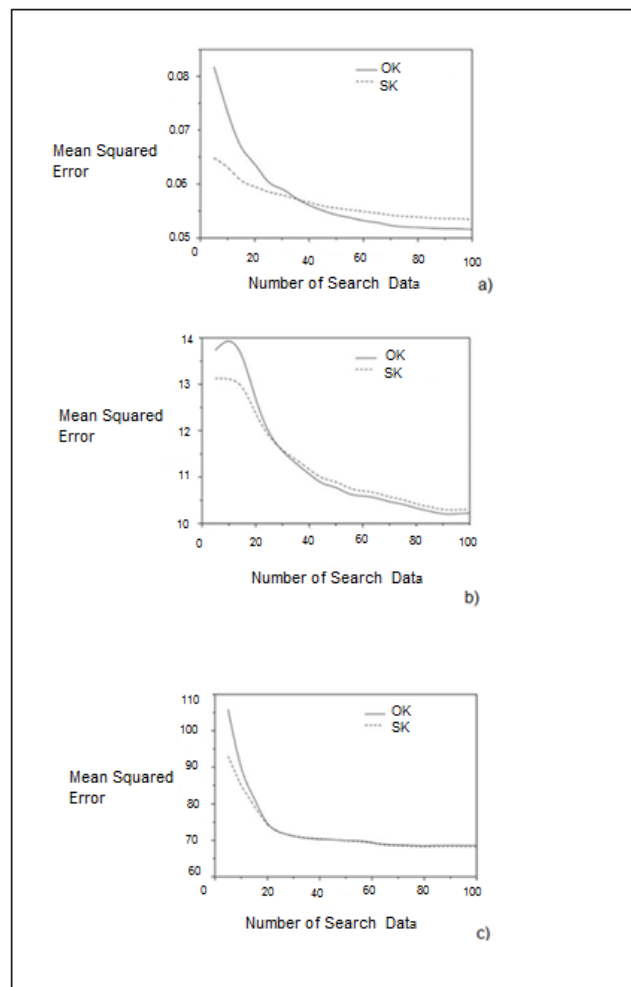 0.08
0.07
0.06
0.05
OK
SK
Mean Squared
Error
0 20 40 60 80 100
Number of Search Data
a)
14
13
12
11
10
OK
SK
Mean Squared
Error
0 20 40 60 80 100
Number of Search Data
b)
110
100
90
80
70
60
OK
SK
Mean Squared
Error
0 20 40 60 80 100
Number of Search Data
c)